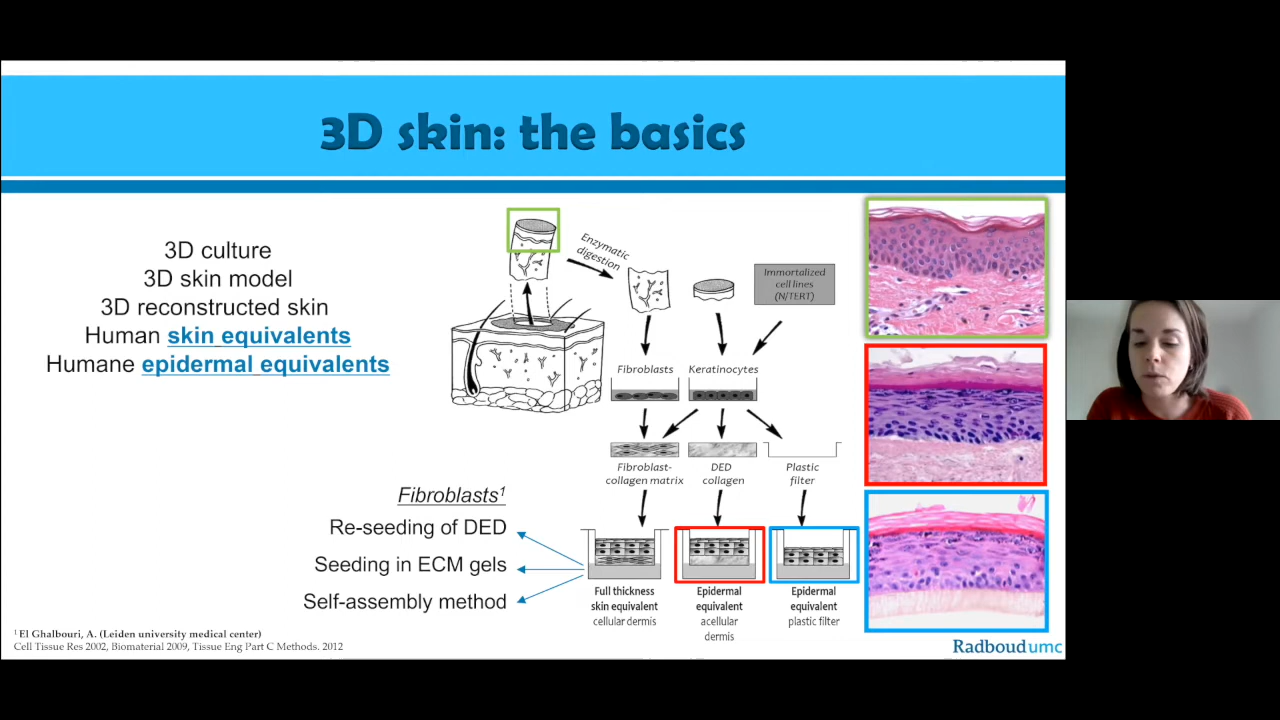 3D skin: the basics
3D culture
3D skin model
3D reconstructed skin
Human skin equivalents
Humane epidermal equivalents
Enzymatic
digestion
Immortalized
cell lines
(N/TERT)
Fibroblasts
Keratinocytes
Fibroblast-
collagen matrix
DED
collagen
Plastic
filter
Fibroblasts¹
Re-seeding of DED
Seeding in ECM gels
Self-assembly method
Full thickness
skin equivalent
cellular dermis
Epidermal
equivalent
acellular
dermis
Epidermal
equivalent
plastic filter
¹ El Ghalbouri, A. (Leiden university medical center)
Cell Tissue Res 2002, Biomaterial 2009, Tissue Eng Part C Methods. 2012
Radboudumc